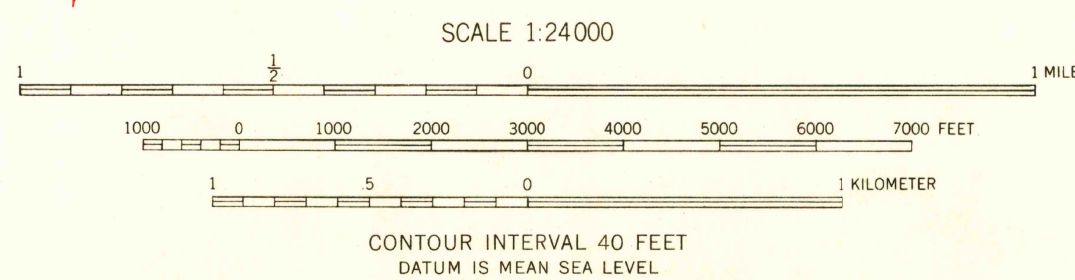 SCALE 1:24000
1 1/2 0 1 MILE
1000 0 1000 2000 3000 4000 5000 6000 7000 FEET
1 .5 0 1 KILOMETER
CONTOUR INTERVAL 40 FEET
DATUM IS MEAN SEA LEVEL